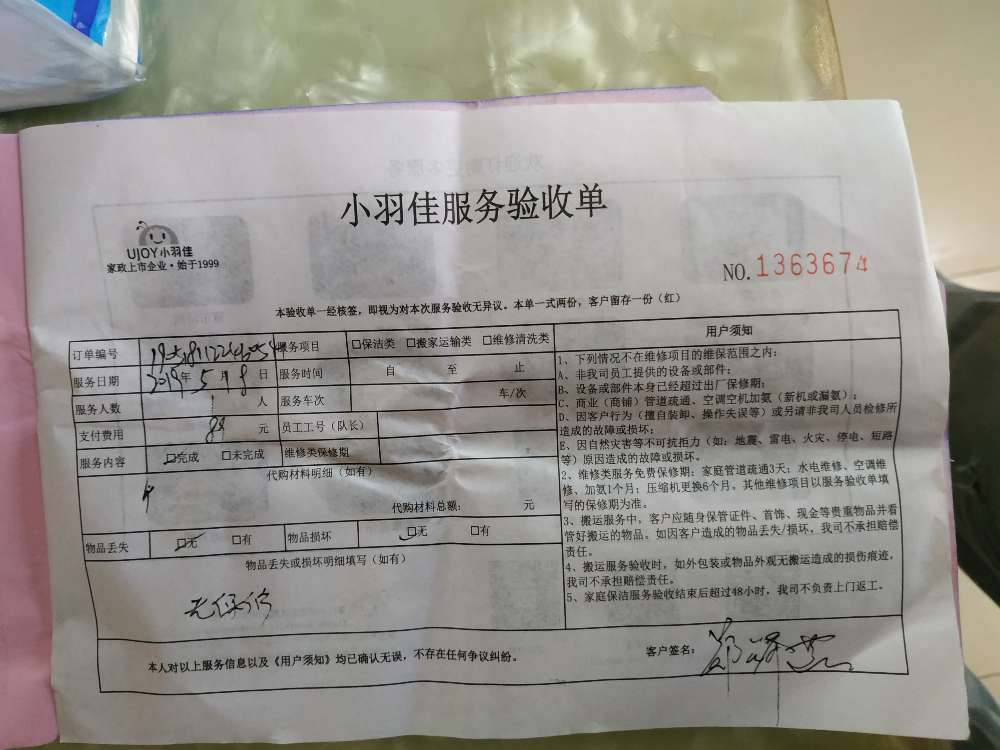 小羽佳服务验收单
UJOY小羽佳
家政上市企业·始于1999
NO.1363674
本验收单一经核签，即视为对本次服务验收无异议。本单一式两份，客户留存一份（红）
订单编号
服务项目 □保洁类 □搬家运输类 □维修清洗类
服务日期 2019年5月8日 服务时间 自 至 止
服务人数 1人 服务车次 车/次
支付费用 89元 员工工号（队长）
服务内容 □完成 □未完成 维修类保修期
代购材料明细（如有）
代购材料总额： 元
物品丢失 □无 □有 物品损坏 □无 □有
物品丢失或损坏明细填写（如有）
用户须知
1、下列情况不在维修项目的维保范围之内：
A、非我司员工提供的设备或部件；
B、设备或部件本身已经超过出厂保修期；
C、商业（商铺）管道疏通、空调空机加氨（新机或漏氨）；
D、因客户行为（擅自装卸、操作失误等）或另请非我司人员检修所
造成的故障或损坏；
E、因自然灾害等不可抗拒力（如：地震、雷电、火灾、停电、短路
等）原因造成的故障或损坏。
2、维修类服务免费保修期：家庭管道疏通3天；水电维修、空调维
修、加氨1个月；压缩机更换6个月，其他维修项目以服务验收单填
写的保修期为准。
3、搬运服务中，客户应随身保管证件、首饰、现金等贵重物品并看
管好搬运的物品。如因客户造成的物品丢失/损坏，我司不承担赔偿
责任。
4、搬运服务验收时，如外包装或物品外观无搬运造成的损伤痕迹，
我司不承担赔偿责任。
5、家庭保洁服务验收结束后超过48小时，我司不负责上门返工。
本人对以上服务信息以及《用户须知》均已确认无误，不存在任何争议纠纷。
客户签名：